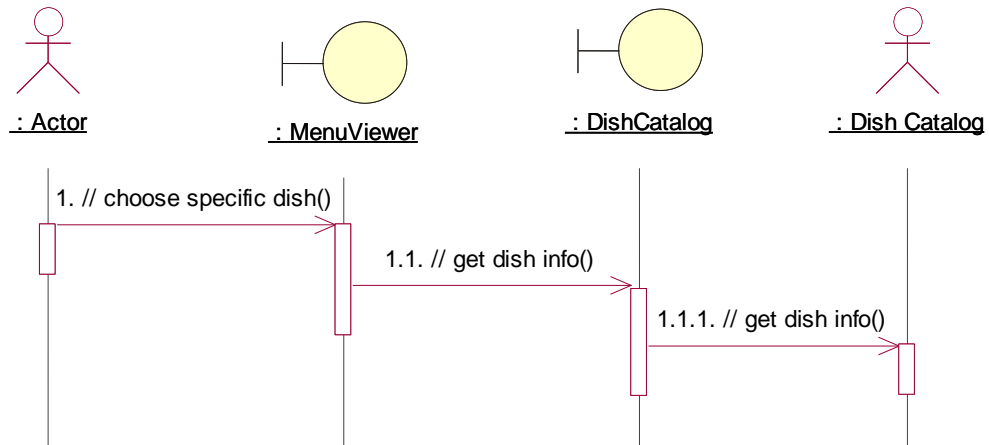 : Actor
: MenuViewer
: DishCatalog
: Dish Catalog
1. // choose specific dish()
1.1. // get dish info()
1.1.1. // get dish info()